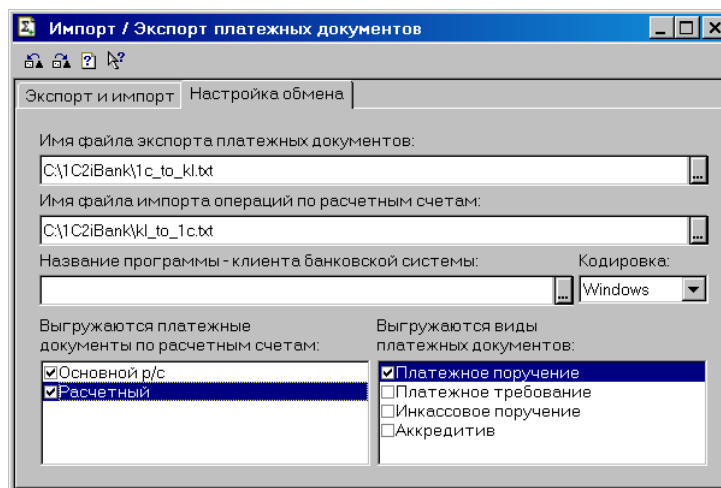 Импорт / Экспорт платежных документов
Экспорт и импорт Настройка обмена
Имя файла экспорта платежных документов:
C:\1C2iBank\1c_to_kl.txt ...
Имя файла импорта операций по расчетным счетам:
C:\1C2iBank\kl_to_1c.txt ...
Название программы - клиента банковской системы: Кодировка:
... Windows
Выгружаются платежные
документы по расчетным счетам:
Основной р/с
Расчетный
Выгружаются виды
платежных документов:
Платежное поручение
Платежное требование
Инкассовое поручение
Аккредитив